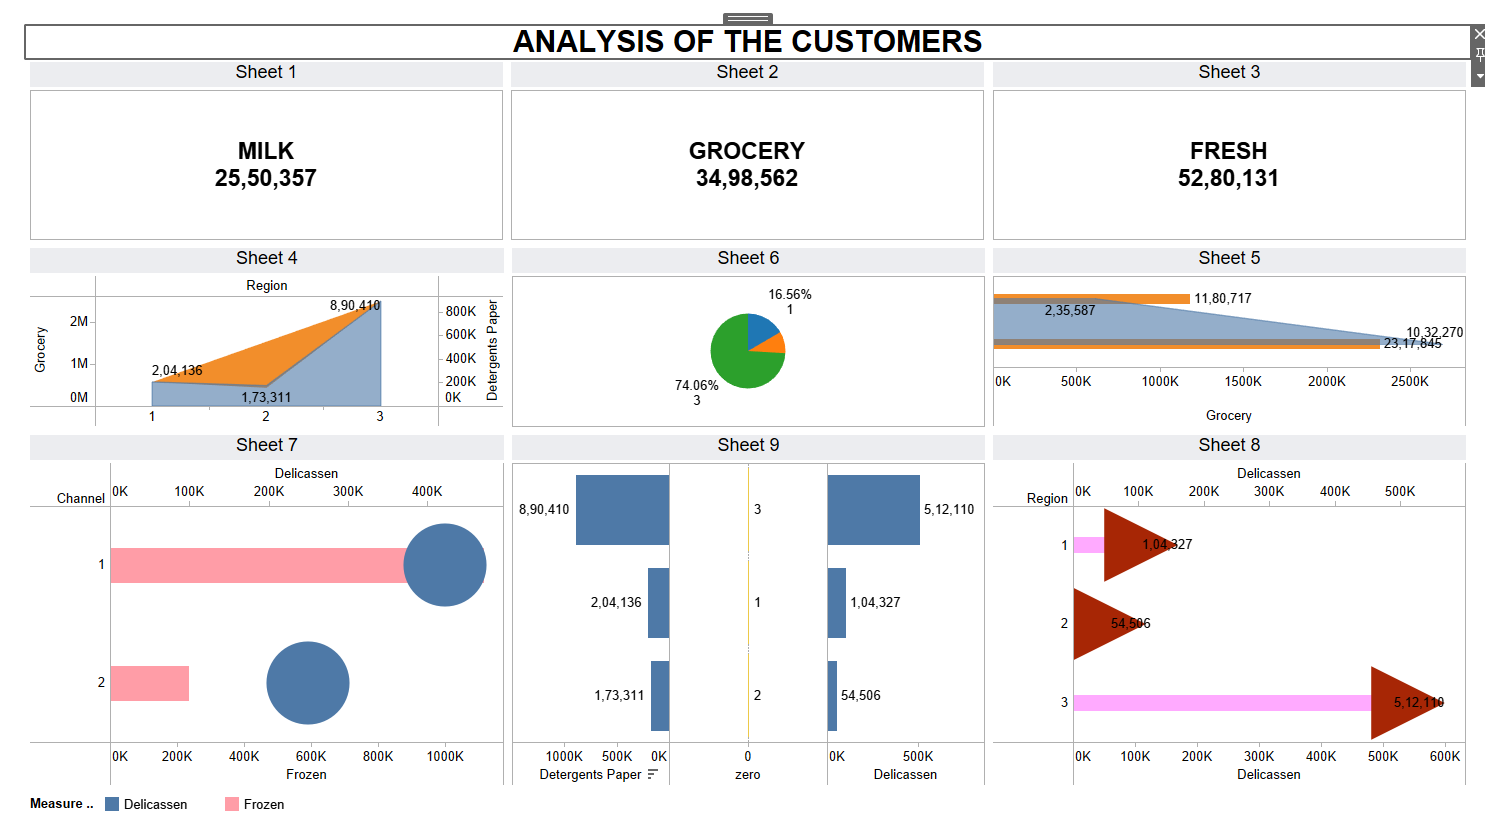 ANALYSIS OF THE CUSTOMERS
Sheet 1
MILK
25,50,357
Sheet 2
GROCERY
34,98,562
Sheet 3
FRESH
52,80,131
Sheet 4
Region
Grocery
2M
1M
0M
2,04,136
8,90,410
1,73,311
800K
600K
400K
200K
0K
Detergents Paper
1
2
3
Sheet 6
16.56%
1
74.06%
3
Sheet 5
11,80,717
2,35,587
10,32,270
23,17,845
0K 500K 1000K 1500K 2000K 2500K
Grocery
Sheet 7
Delicassen
Channel
0K 100K 200K 300K 400K
1
2
0K 200K 400K 600K 800K 1000K
Frozen
Sheet 9
8,90,410 3 5,12,110
2,04,136 1 1,04,327
1,73,311 2 54,506
1000K 500K 0K 0 0K 500K
Detergents Paper zero Delicassen
Sheet 8
Delicassen
Region
0K 100K 200K 300K 400K 500K
1 1,04,327
2 54,506
3 5,12,110
0K 100K 200K 300K 400K 500K 600K
Delicassen
Measure .. Delicassen Frozen